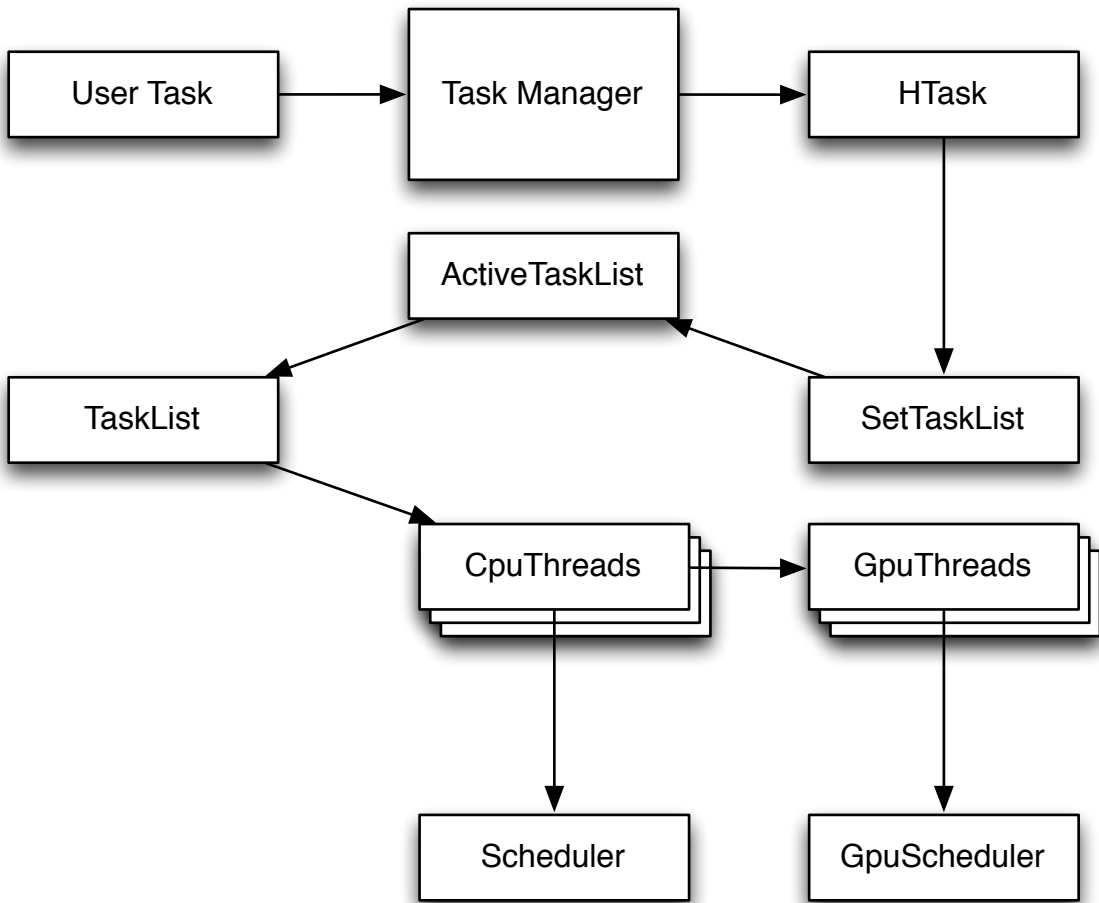 User Task
Task Manager
HTask
ActiveTaskList
TaskList
SetTaskList
CpuThreads
GpuThreads
Scheduler
GpuScheduler